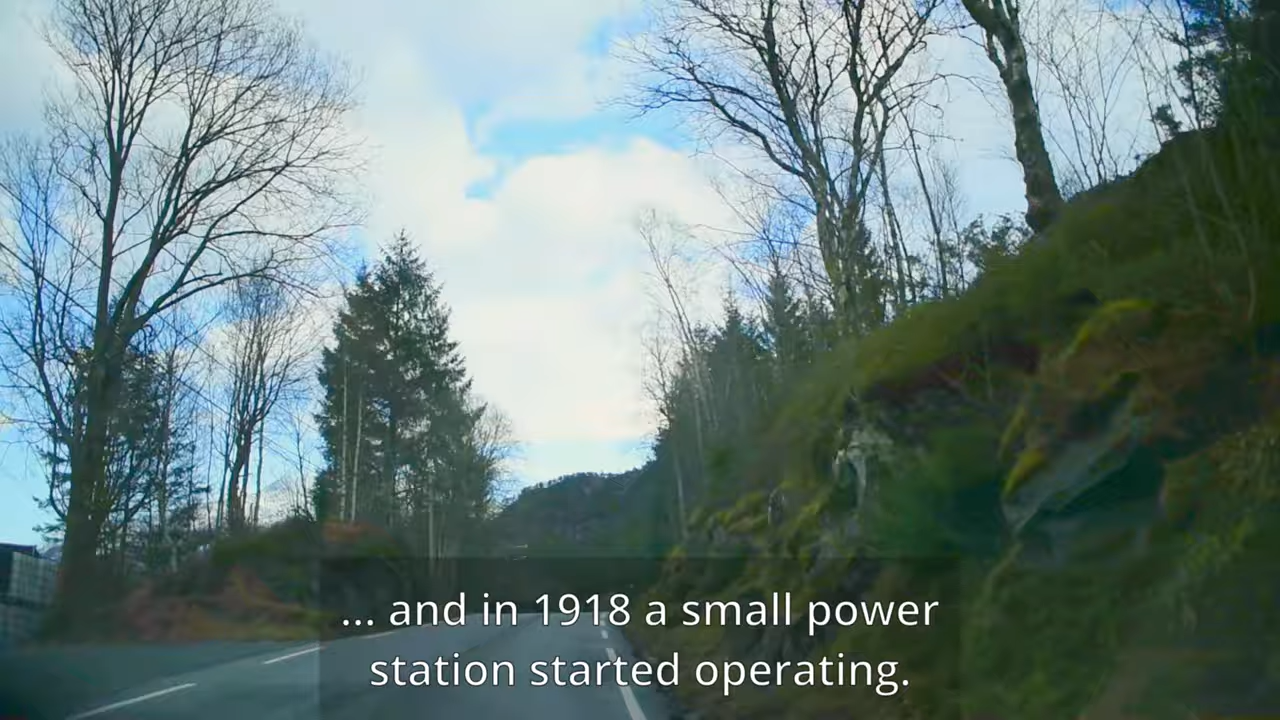 ... and in 1918 a small power
station started operating.